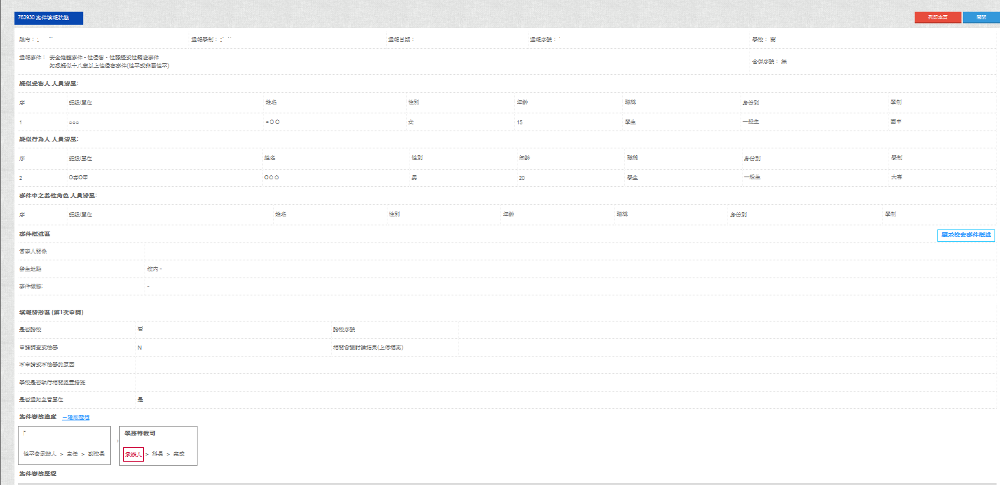 763930 案件填報狀態
列印本頁 關閉
縣市： 通報學制： 通報日期： 通報序號： 學校：
通報事件： 安全維護事件 - 性侵害、性騷擾或性霸凌事件
知悉疑似十八歲以上性侵害事件(性平或非屬性平)
合併序號： 無
疑似受害人 人員清單:
序 班級/單位 姓名 性別 年齡 職稱 身份別 學制
1 ○○○ ○○○ 女 15 學生 一般生 國中
疑似行為人 人員清單:
序 班級/單位 姓名 性別 年齡 職稱 身份別 學制
2 O專O甲 ○○○ 男 20 學生 一般生 大專
事件中之其他角色 人員清單:
序 班級/單位 姓名 性別 年齡 職稱 身份別 學制
事件概述區 顯示校安事件概述
當事人關係
發生地點 校內 -
事件樣態: -
填報情形區 (第1次申請)
是否跨校 否 跨校序號
申請調查或檢舉 N 相關會議討論結果(上傳檔案)
不申請或不檢舉的原因
學校是否執行相關處置措施
是否通知主管單位 是
案件審核進度 －隱藏歷程
學務特教司
性平會承辦人 > 主任 > 副校長 > 承辦人 > 科長 > 完成
案件審核歷程